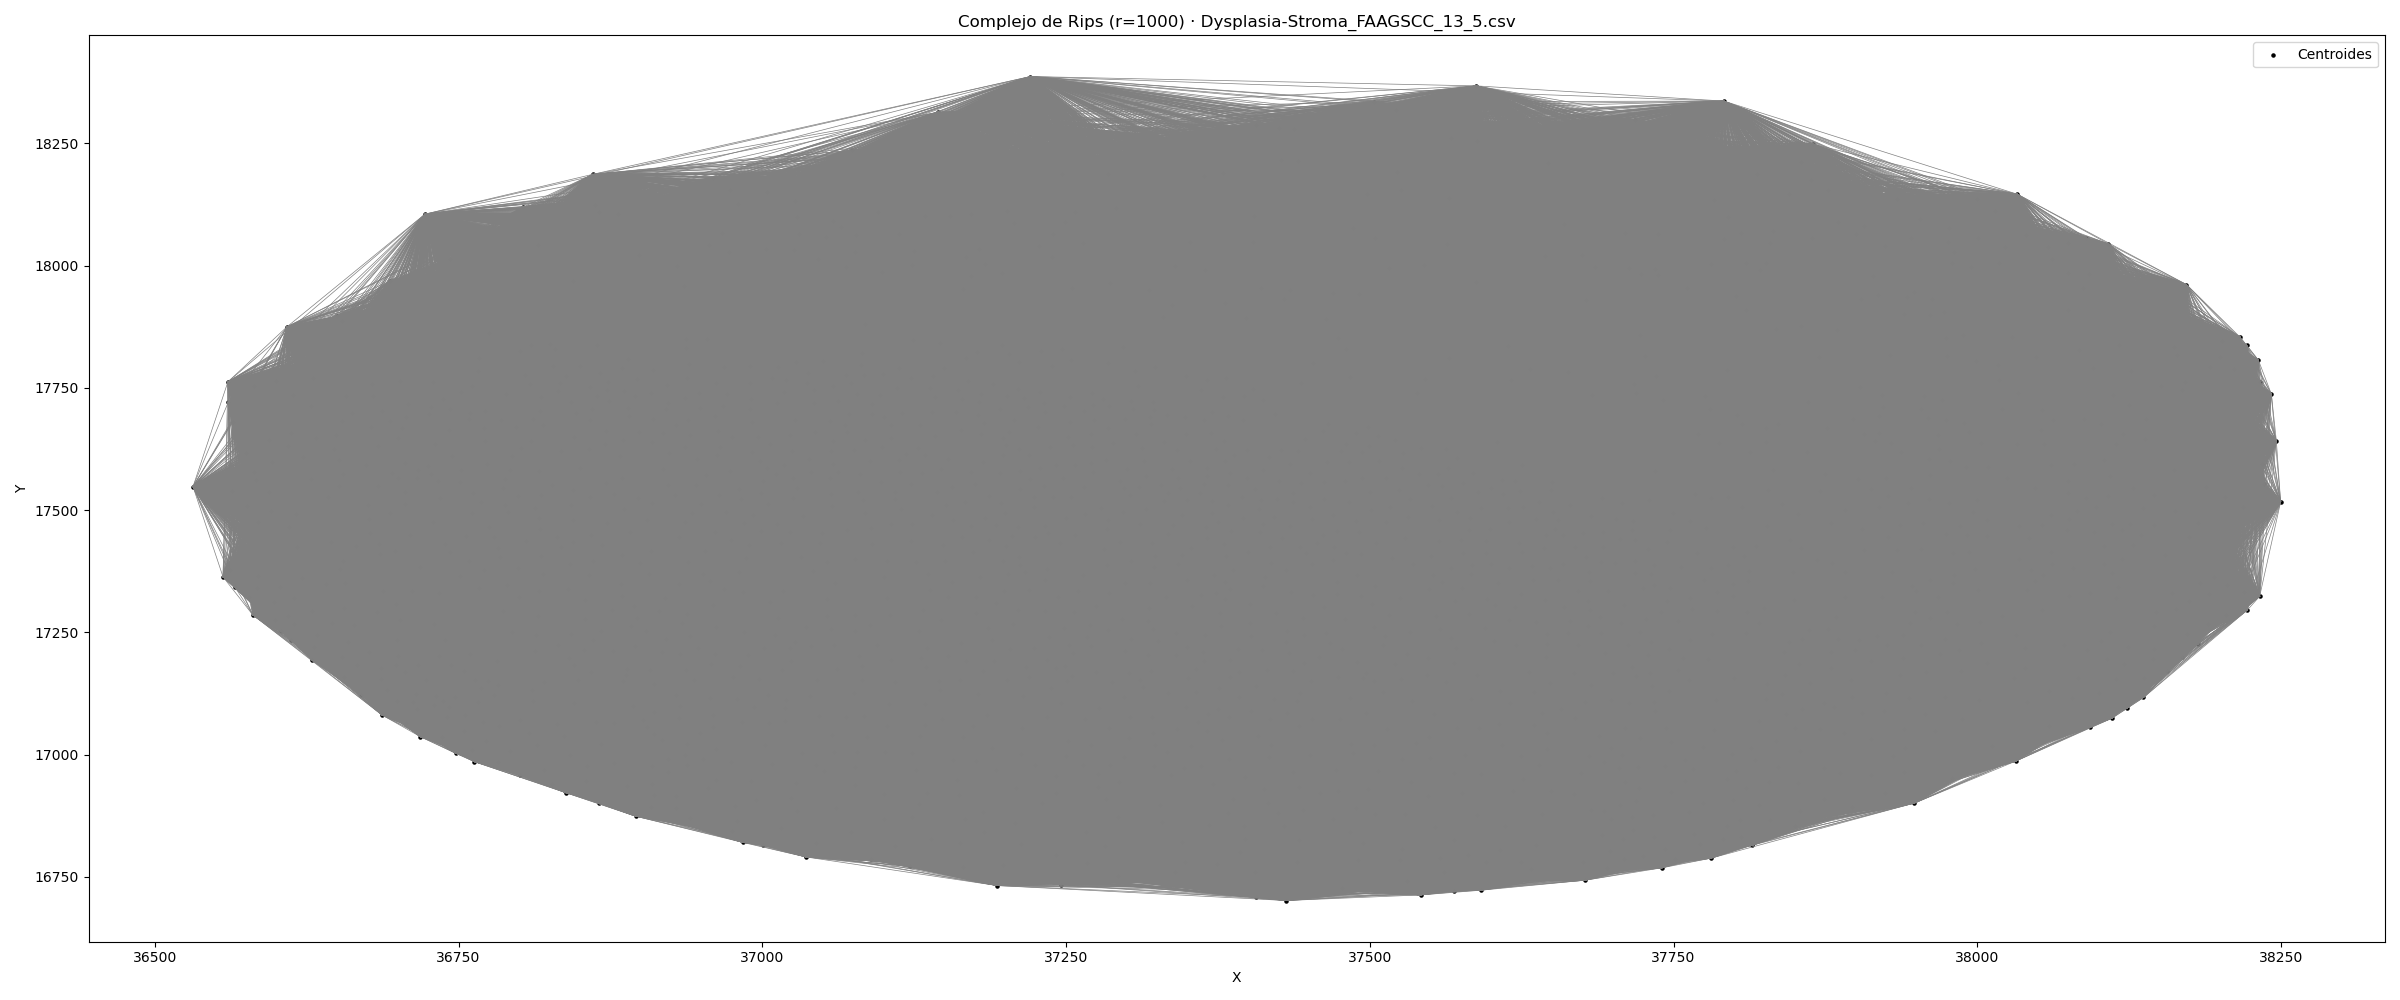 Complejo de Rips (r=1000) · Dysplasia-Stroma_FAAGSCC_13_5.csv
Centroides
18250
18000
17750
17500
17250
17000
16750
Y
36500 36750 37000 37250 37500 37750 38000 38250
X